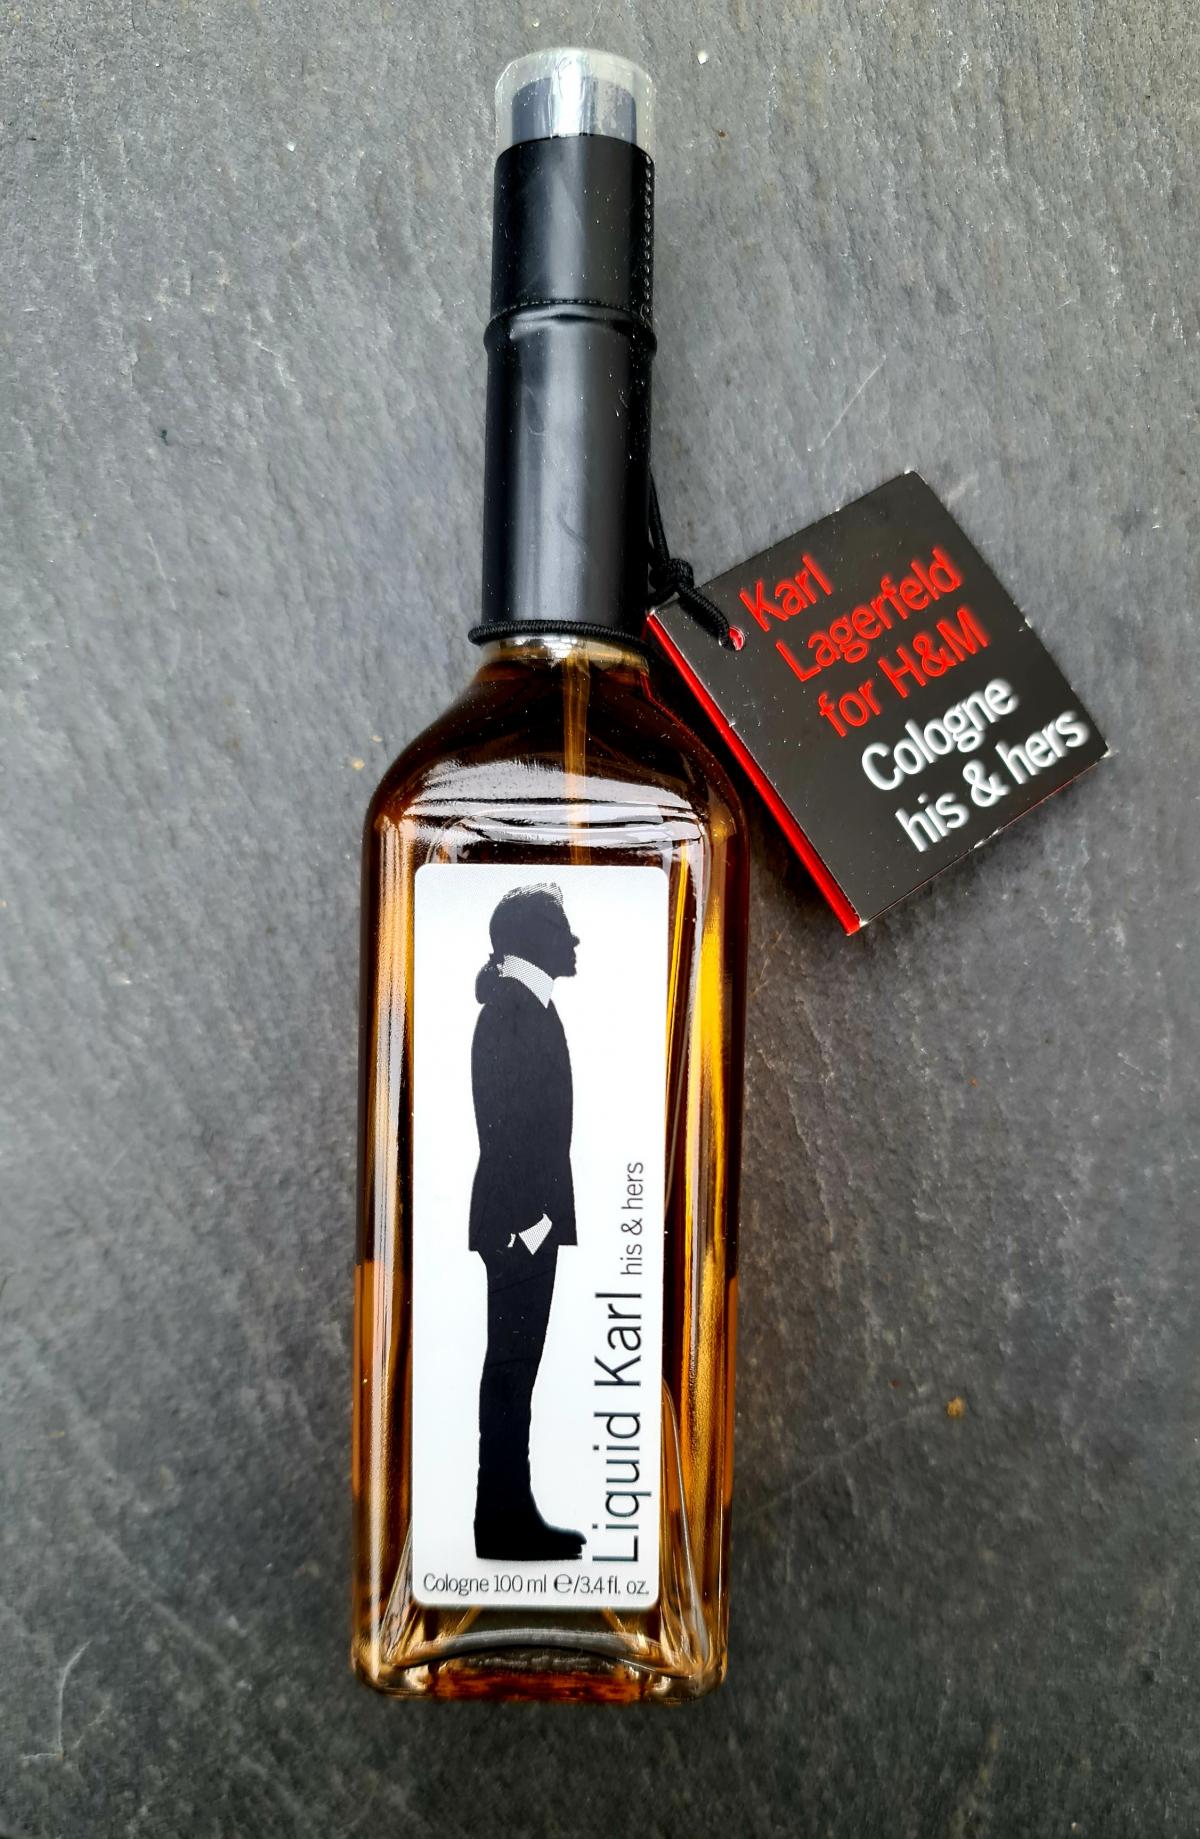 Karl
Lagerfeld
for H&M
Cologne
his & hers
Liquid Karl his & hers
Cologne 100 ml ℮/3.4 fl. oz.